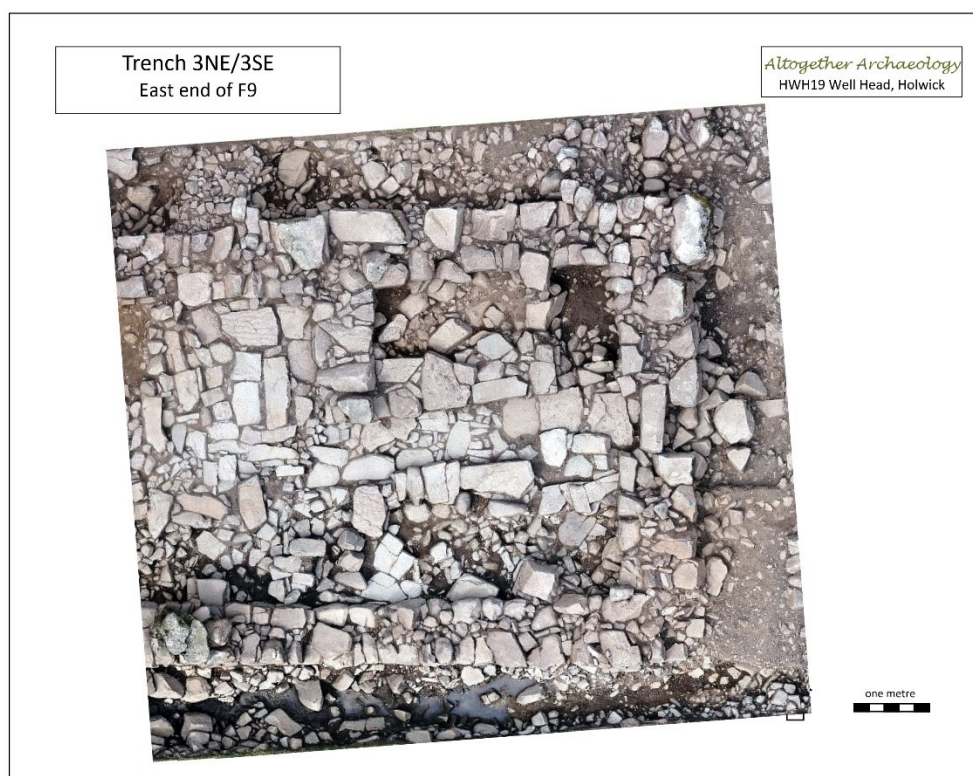 Trench 3NE/3SE
East end of F9
Altogether Archaeology
HWH19 Well Head, Holwick
one metre